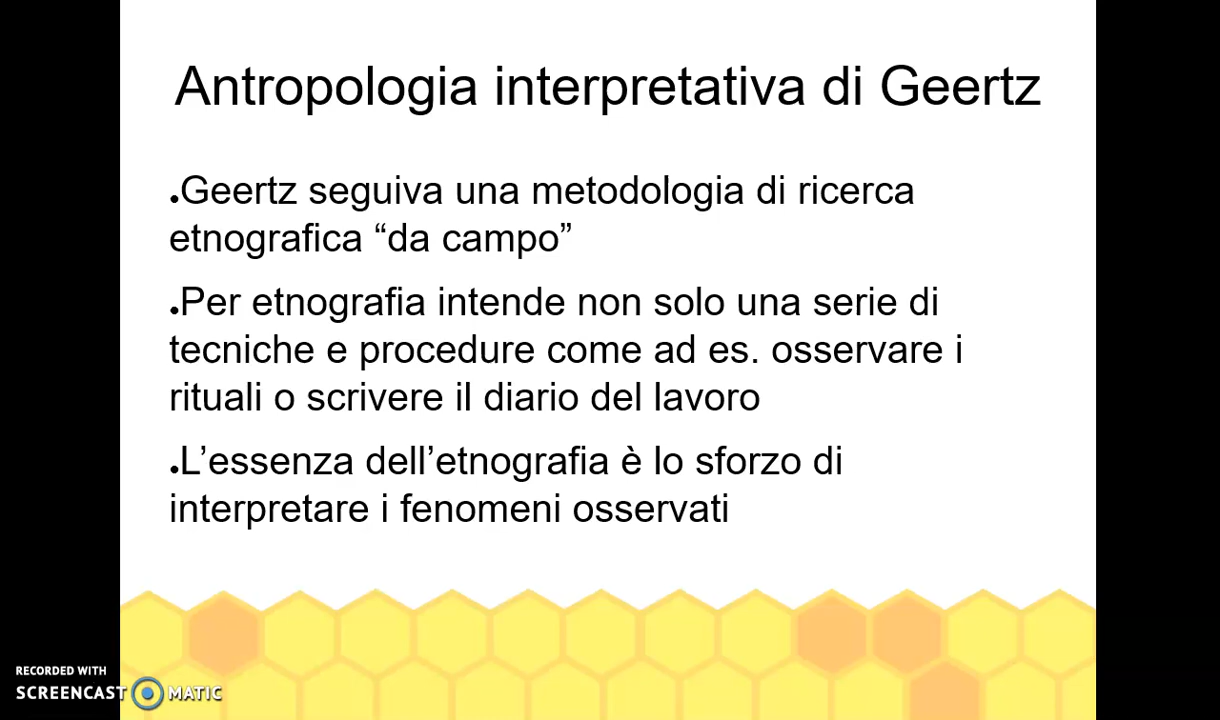 Antropologia interpretativa di Geertz
●Geertz seguiva una metodologia di ricerca
etnografica “da campo”
●Per etnografia intende non solo una serie di
tecniche e procedure come ad es. osservare i
rituali o scrivere il diario del lavoro
●L’essenza dell’etnografia è lo sforzo di
interpretare i fenomeni osservati
RECORDED WITH
SCREENCAST MATIC